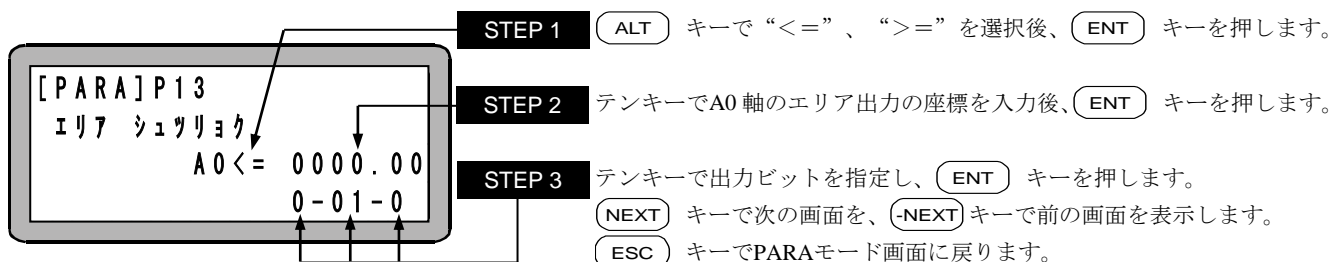 STEP 1 ALT キーで “<=”、 “>=” を選択後、 ENT キーを押します。
[PARA]P13
エリア シュツリョク
A0<= 0000.00
0-01-0
STEP 2 テンキーでA0 軸のエリア出力の座標を入力後、 ENT キーを押します。
STEP 3 テンキーで出力ビットを指定し、 ENT キーを押します。
NEXT キーで次の画面を、 -NEXT キーで前の画面を表示します。
ESC キーでPARAモード画面に戻ります。